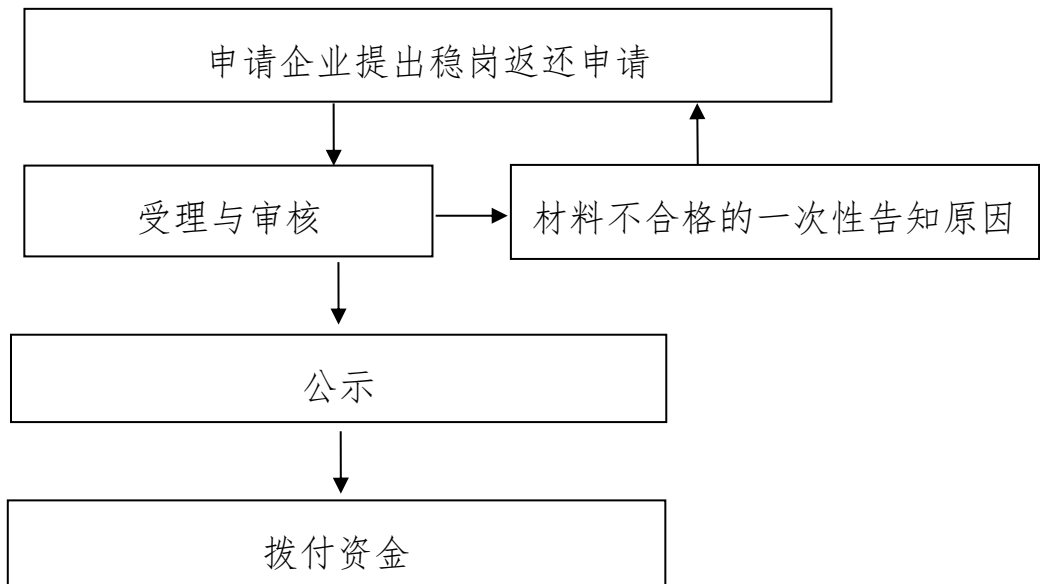 申请企业提出稳岗返还申请
受理与审核
材料不合格的一次性告知原因
公示
拨付资金